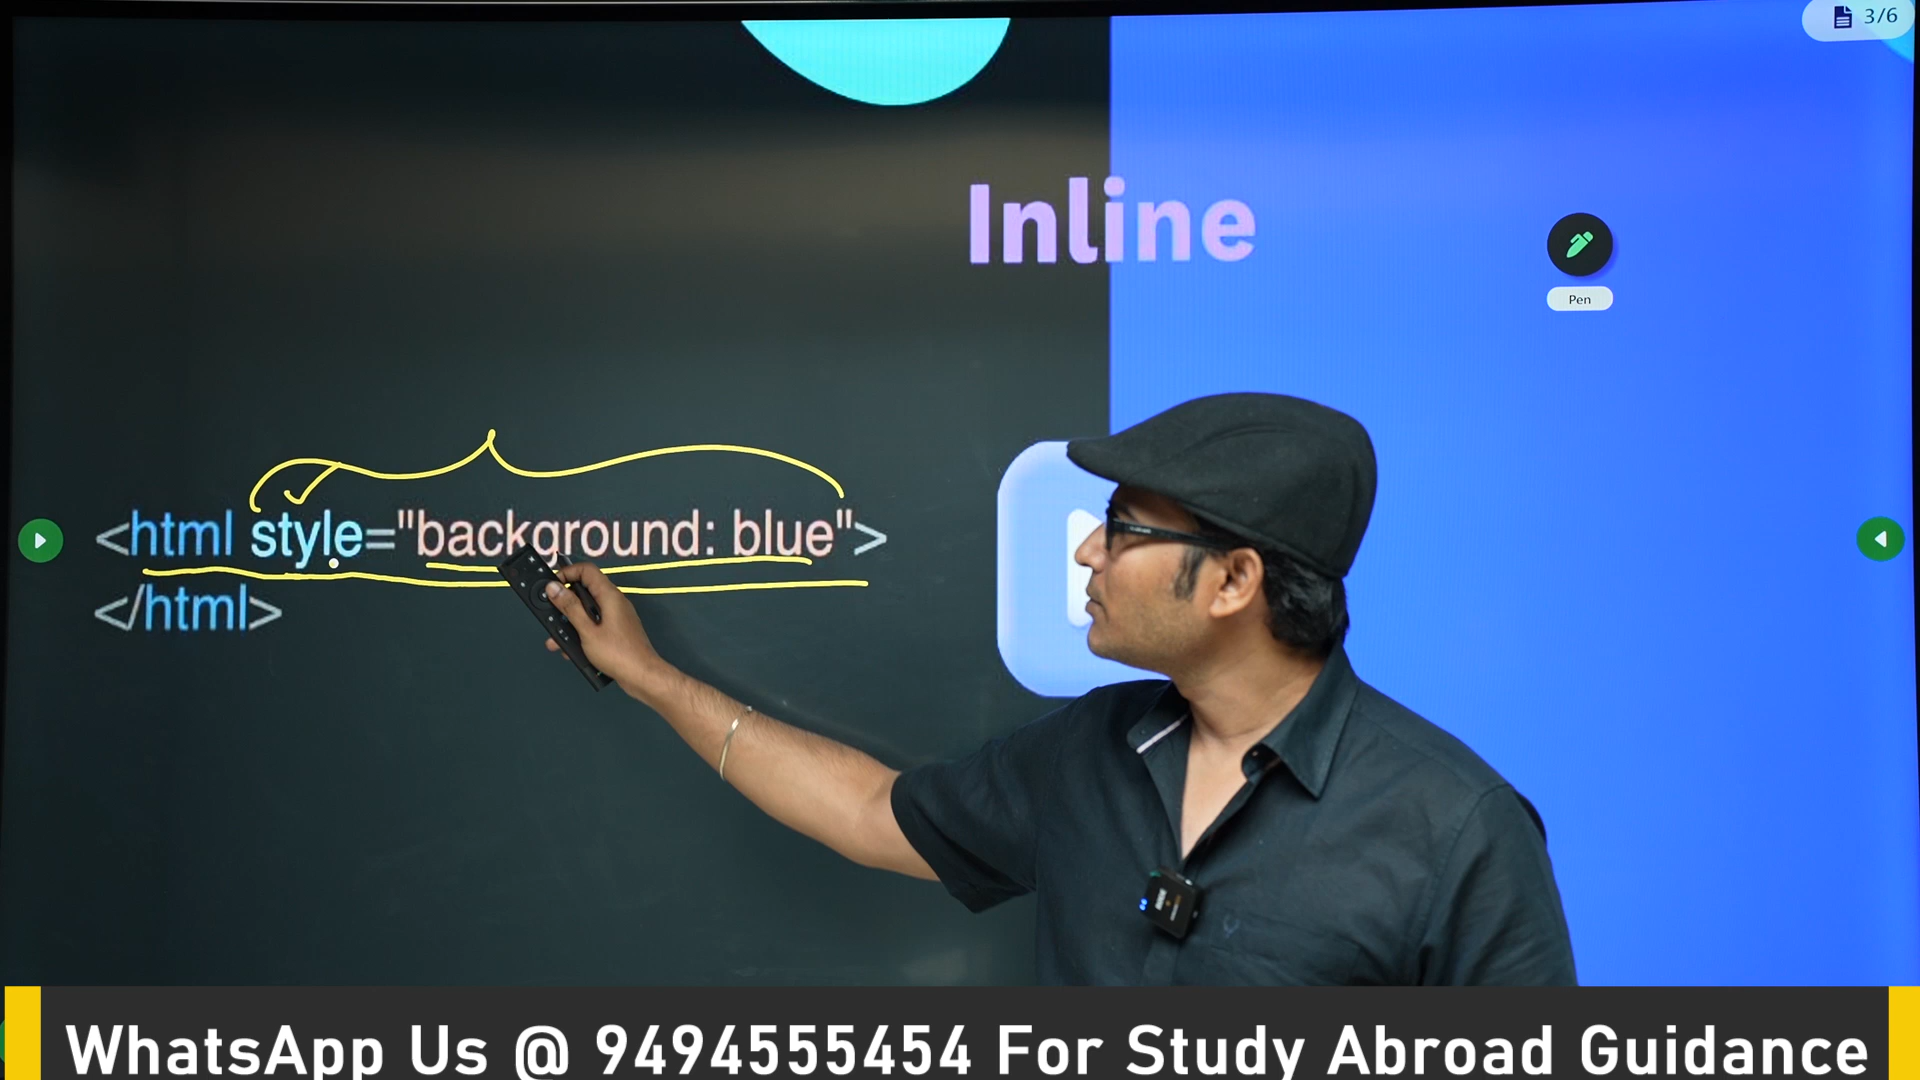 3/6
Inline
Pen
<html style="background: blue">
</html>
WhatsApp Us @ 9494555454 For Study Abroad Guidance